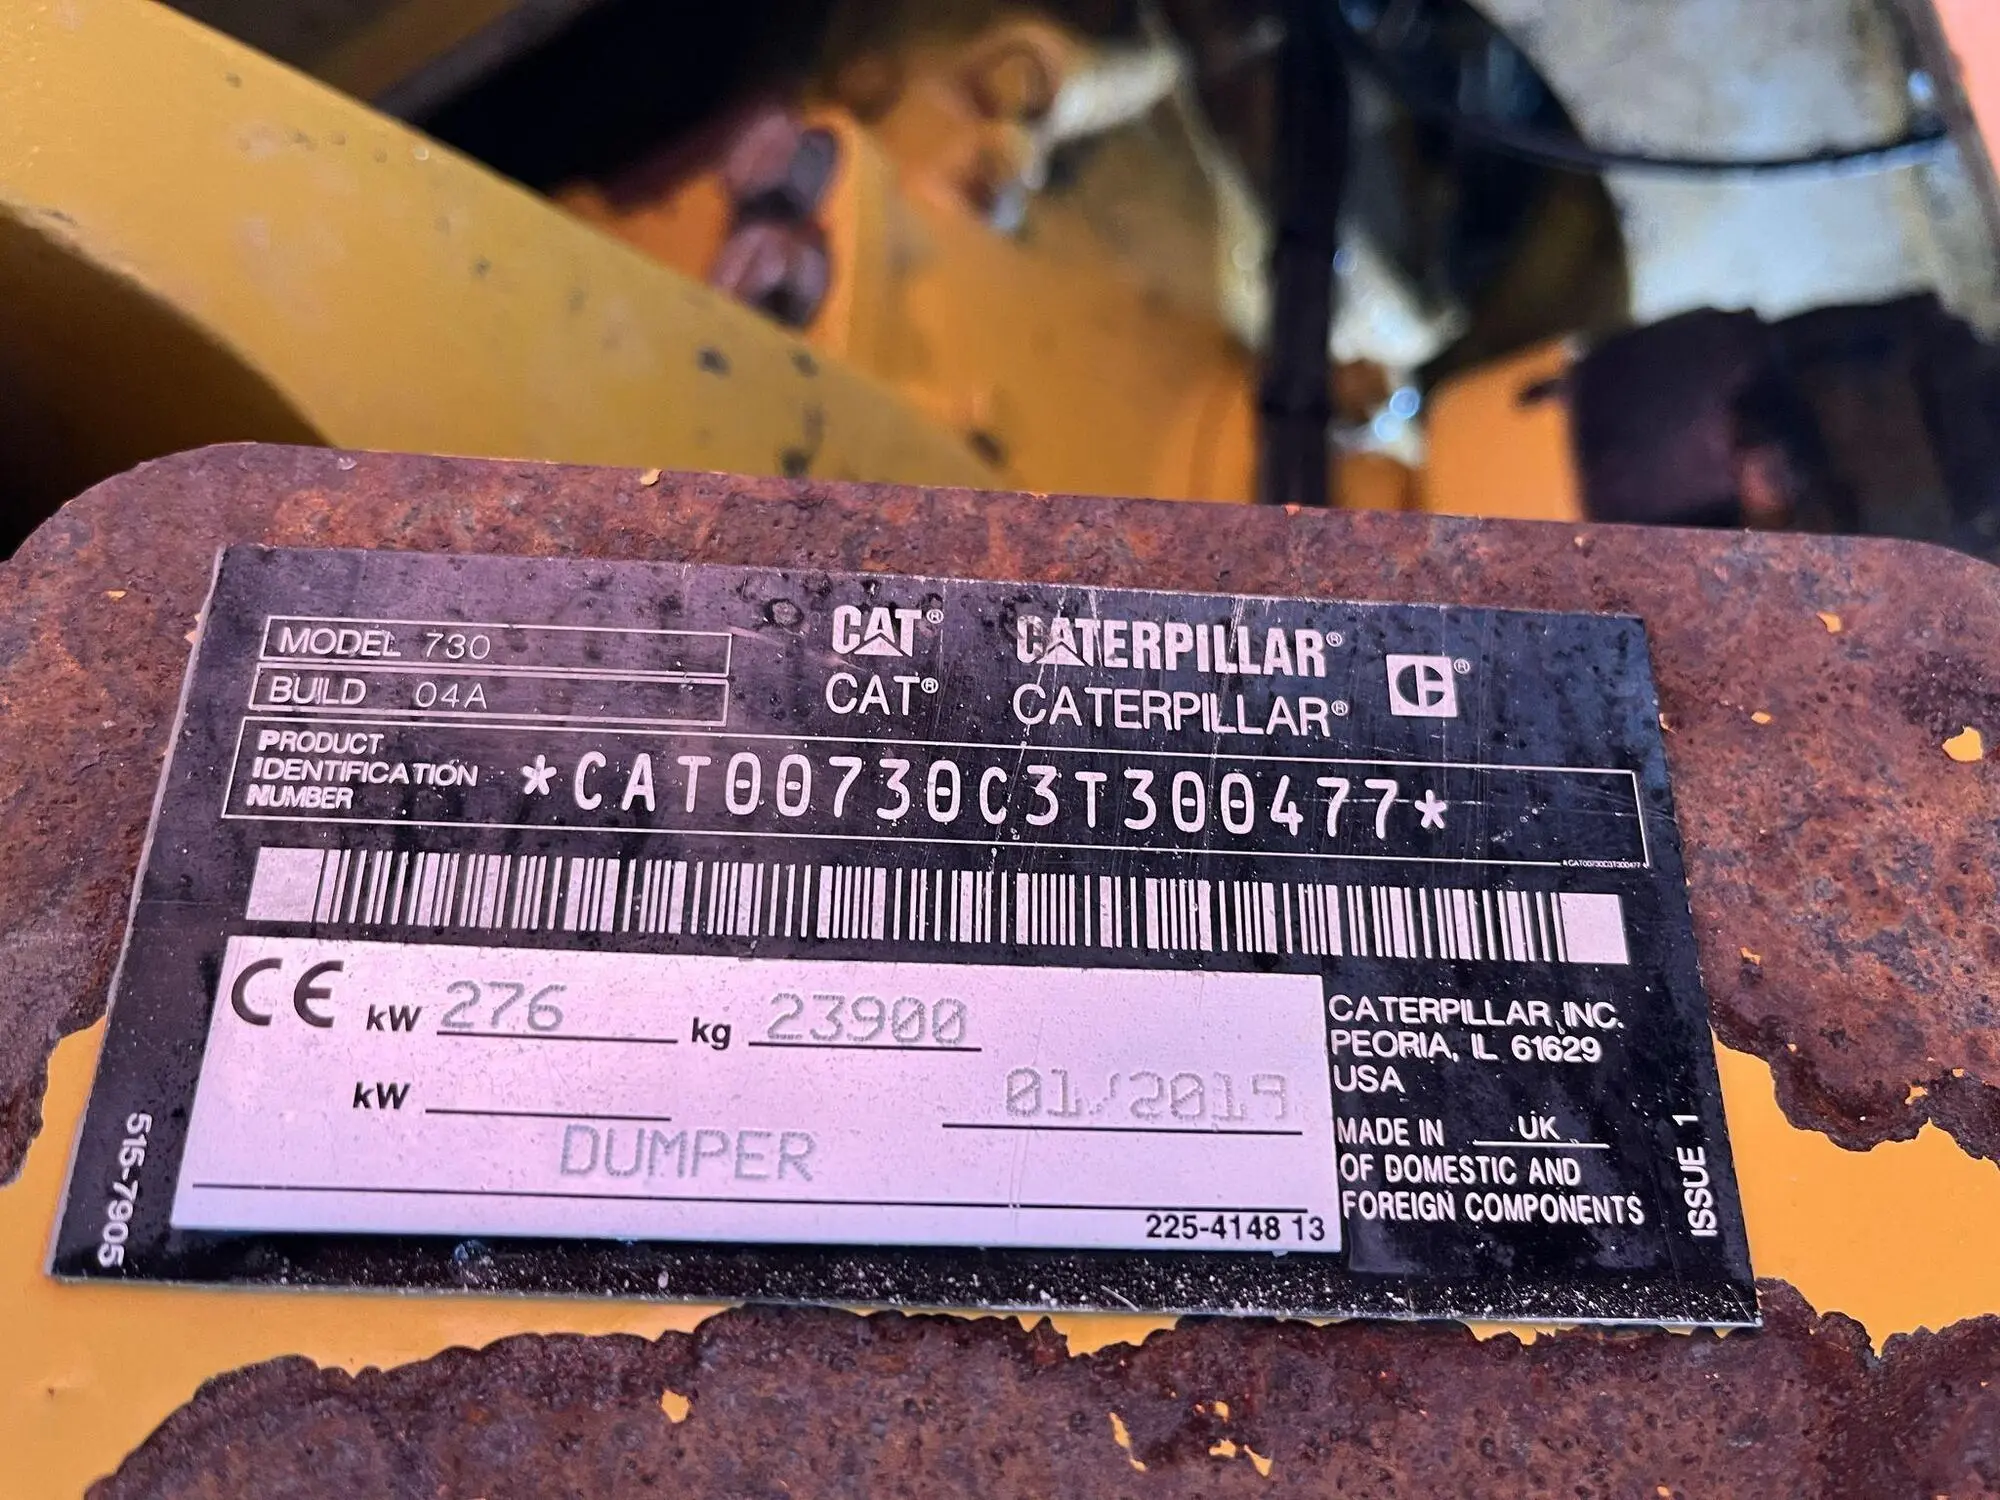 MODEL 730
BUILD 04A
CAT® CATERPILLAR®
CAT® CATERPILLAR® ®
PRODUCT
IDENTIFICATION
NUMBER
*CAT00730C3T300477*
*CAT00730C3T300477*
CE kW 276 kg 23900
kW 01/2019
DUMPER
225-4148 13
CATERPILLAR INC.
PEORIA, IL 61629
USA
MADE IN UK
OF DOMESTIC AND
FOREIGN COMPONENTS
515-7905
ISSUE 1